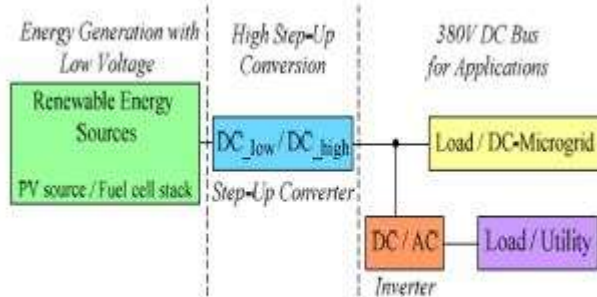 Energy Generation with
Low Voltage
High Step-Up
Conversion
380V DC Bus
for Applications
Renewable Energy
Sources
PV source / Fuel cell stack
DC_low / DC_high
Step-Up Converter
Load / DC-Microgrid
DC / AC
Inverter
Load / Utility